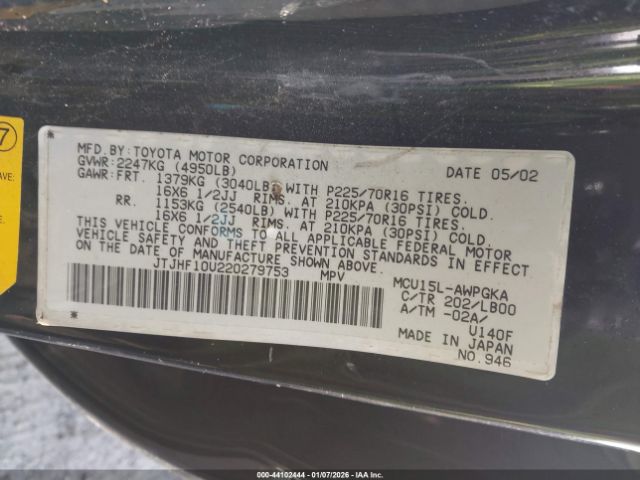 7
MFD.BY:TOYOTA MOTOR CORPORATION DATE 05/02
GVWR:2247KG (4950LB)
GAWR:FRT. 1379KG (3040LB) WITH P225/70R16 TIRES.
16X6 1/2JJ RIMS. AT 210KPA (30PSI) COLD.
RR. 1153KG (2540LB) WITH P225/70R16 TIRES.
16X6 1/2JJ RIMS. AT 210KPA (30PSI) COLD.
THIS VEHICLE CONFORMS TO ALL APPLICABLE FEDERAL MOTOR
VEHICLE SAFETY AND THEFT PREVENTION STANDARDS IN EFFECT
ON THE DATE OF MANUFACTURE SHOWN ABOVE.
JTJHF10U220279753 MPV
MCU15L-AWPGKA
C/TR 202/LB00
A/TM -02A/ U140F
MADE IN JAPAN
NO.946
000-44102444 - 01/07/2026 - IAAI.COM